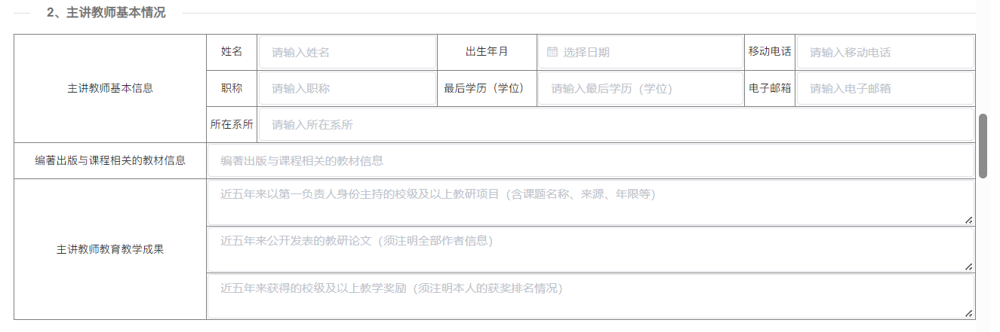 2、主讲教师基本情况
姓名 请输入姓名 出生年月 选择日期 移动电话 请输入移动电话
主讲教师基本信息 职称 请输入职称 最后学历（学位） 请输入最后学历（学位） 电子邮箱 请输入电子邮箱
所在系所 请输入所在系所
编著出版与课程相关的教材信息 编著出版与课程相关的教材信息
近五年来以第一负责人身份主持的校级及以上教研项目（含课题名称、来源、年限等）
主讲教师教育教学成果 近五年来公开发表的教研论文（须注明全部作者信息）
近五年来获得的校级及以上教学奖励（须注明本人的获奖排名情况）